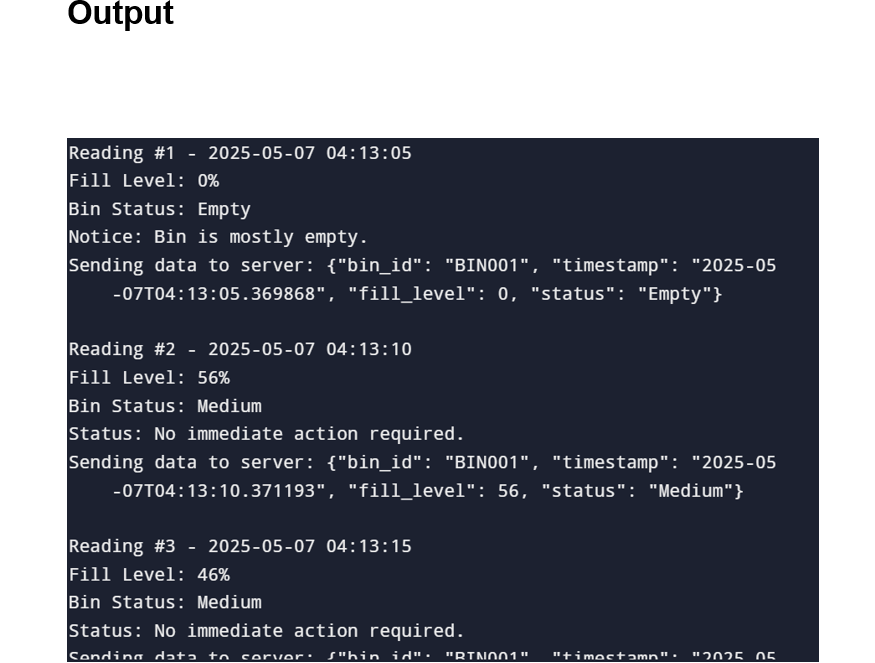 Output
Reading #1 - 2025-05-07 04:13:05
Fill Level: 0%
Bin Status: Empty
Notice: Bin is mostly empty.
Sending data to server: {"bin_id": "BIN001", "timestamp": "2025-05
-07T04:13:05.369868", "fill_level": 0, "status": "Empty"}
Reading #2 - 2025-05-07 04:13:10
Fill Level: 56%
Bin Status: Medium
Status: No immediate action required.
Sending data to server: {"bin_id": "BIN001", "timestamp": "2025-05
-07T04:13:10.371193", "fill_level": 56, "status": "Medium"}
Reading #3 - 2025-05-07 04:13:15
Fill Level: 46%
Bin Status: Medium
Status: No immediate action required.
Sending data to server: {"bin_id": "BIN001", "timestamp": "2025-05